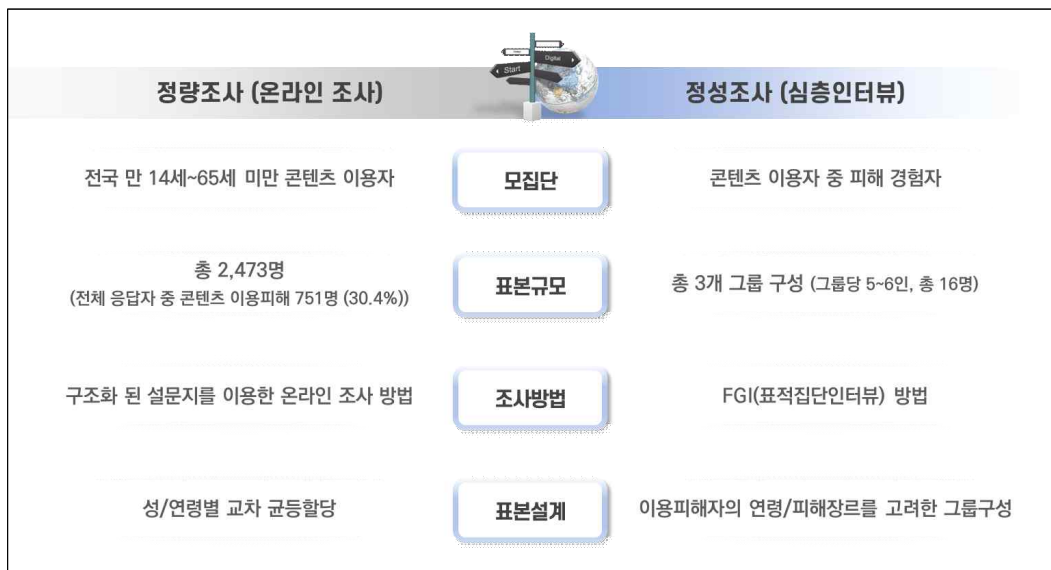 Start
Digital
정량조사 (온라인 조사)
정성조사 (심층인터뷰)
전국 만 14세~65세 미만 콘텐츠 이용자
모집단
콘텐츠 이용자 중 피해 경험자
총 2,473명
(전체 응답자 중 콘텐츠 이용피해 751명 (30.4%))
표본규모
총 3개 그룹 구성 (그룹당 5~6인, 총 16명)
구조화 된 설문지를 이용한 온라인 조사 방법
조사방법
FGI(표적집단인터뷰) 방법
성/연령별 교차 균등할당
표본설계
이용피해자의 연령/피해장르를 고려한 그룹구성